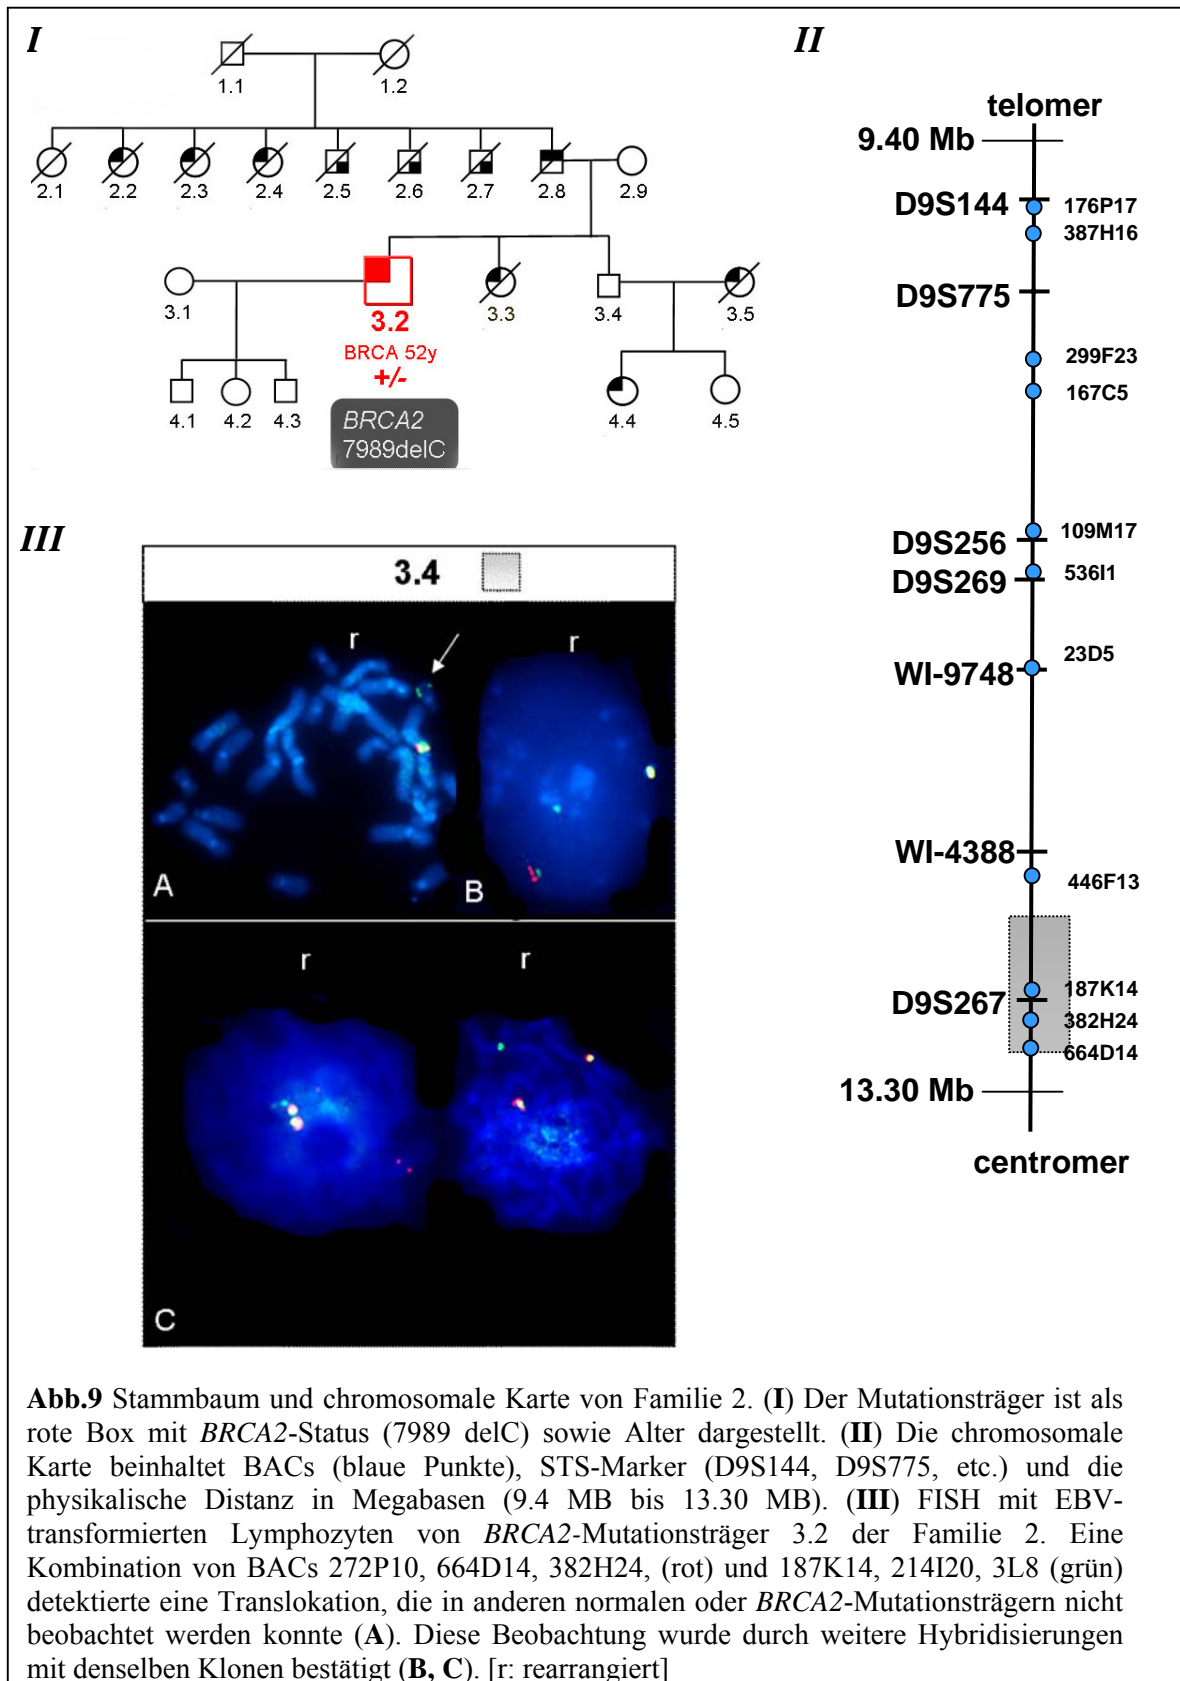 I
II
1.1
1.2
2.1 2.2 2.3 2.4 2.5 2.6 2.7 2.8 2.9
3.1
3.2
3.3
3.4
3.5
BRCA 52y
+/-
BRCA2
7989delC
4.1 4.2 4.3
4.4 4.5
telomer
9.40 Mb
D9S144
176P17
387H16
D9S775
299F23
167C5
109M17
D9S256
536I1
D9S269
23D5
WI-9748
WI-4388
446F13
187K14
D9S267
382H24
664D14
13.30 Mb
centromer
III
3.4
r
r
A
B
r
r
C
Abb.9 Stammbaum und chromosomale Karte von Familie 2. (I) Der Mutationsträger ist als
rote Box mit BRCA2-Status (7989 delC) sowie Alter dargestellt. (II) Die chromosomale
Karte beinhaltet BACs (blaue Punkte), STS-Marker (D9S144, D9S775, etc.) und die
physikalische Distanz in Megabasen (9.4 MB bis 13.30 MB). (III) FISH mit EBV-
transformierten Lymphozyten von BRCA2-Mutationsträger 3.2 der Familie 2. Eine
Kombination von BACs 272P10, 664D14, 382H24, (rot) und 187K14, 214I20, 3L8 (grün)
detektierte eine Translokation, die in anderen normalen oder BRCA2-Mutationsträgern nicht
beobachtet werden konnte (A). Diese Beobachtung wurde durch weitere Hybridisierungen
mit denselben Klonen bestätigt (B, C). [r: rearrangiert]